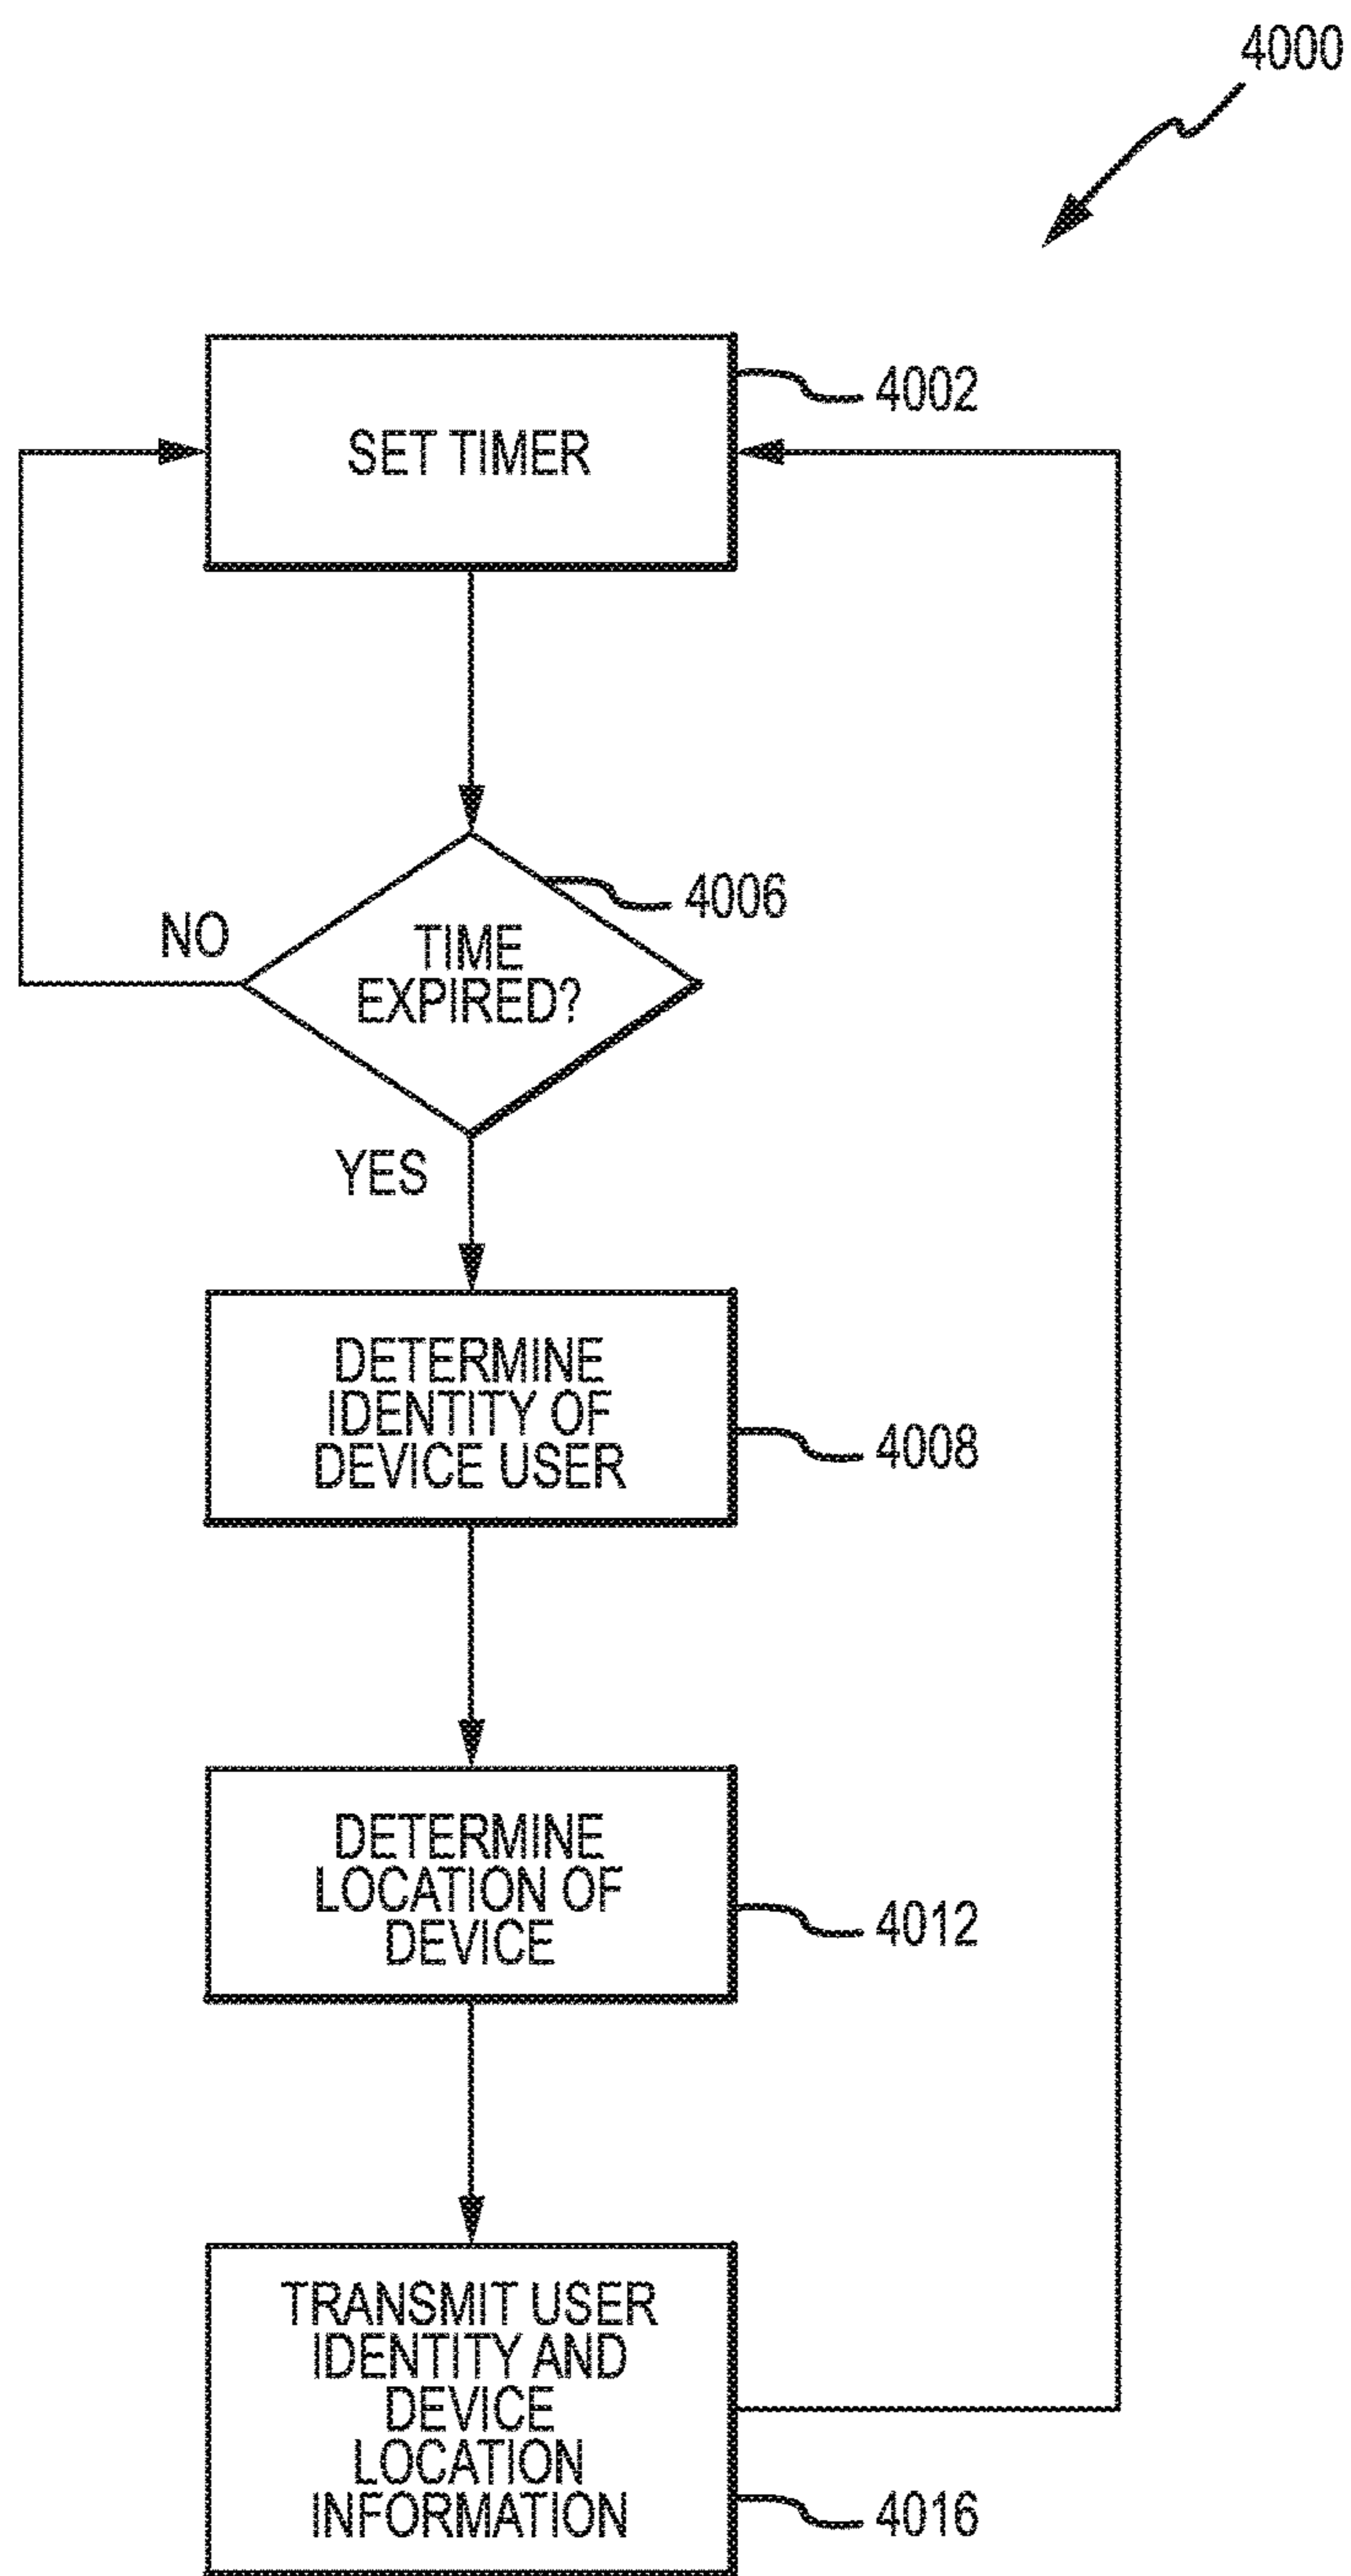 4000
4002
SET TIMER
4006
TIME
EXPIRED?
NO
YES
DETERMINE
IDENTITY OF
DEVICE USER
4008
DETERMINE
LOCATION OF
DEVICE
4012
TRANSMIT USER
IDENTITY AND
DEVICE
LOCATION
INFORMATION
4016